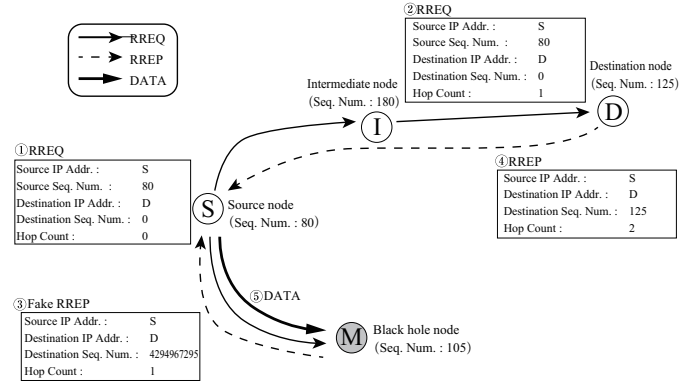 RREQ
RREP
DATA
②RREQ
Source IP Addr. : S
Source Seq. Num. : 80
Destination IP Addr. : D
Destination Seq. Num. : 0
Hop Count : 1
Intermediate node
(Seq. Num. : 180)
I
Destination node
(Seq. Num. : 125)
D
①RREQ
Source IP Addr. : S
Source Seq. Num. : 80
Destination IP Addr. : D
Destination Seq. Num. : 0
Hop Count : 0
S
Source node
(Seq. Num. : 80)
④RREP
Source IP Addr. : S
Destination IP Addr. : D
Destination Seq. Num. : 125
Hop Count : 2
⑤DATA
③Fake RREP
Source IP Addr. : S
Destination IP Addr. : D
Destination Seq. Num. : 4294967295
Hop Count : 1
M
Black hole node
(Seq. Num. : 105)